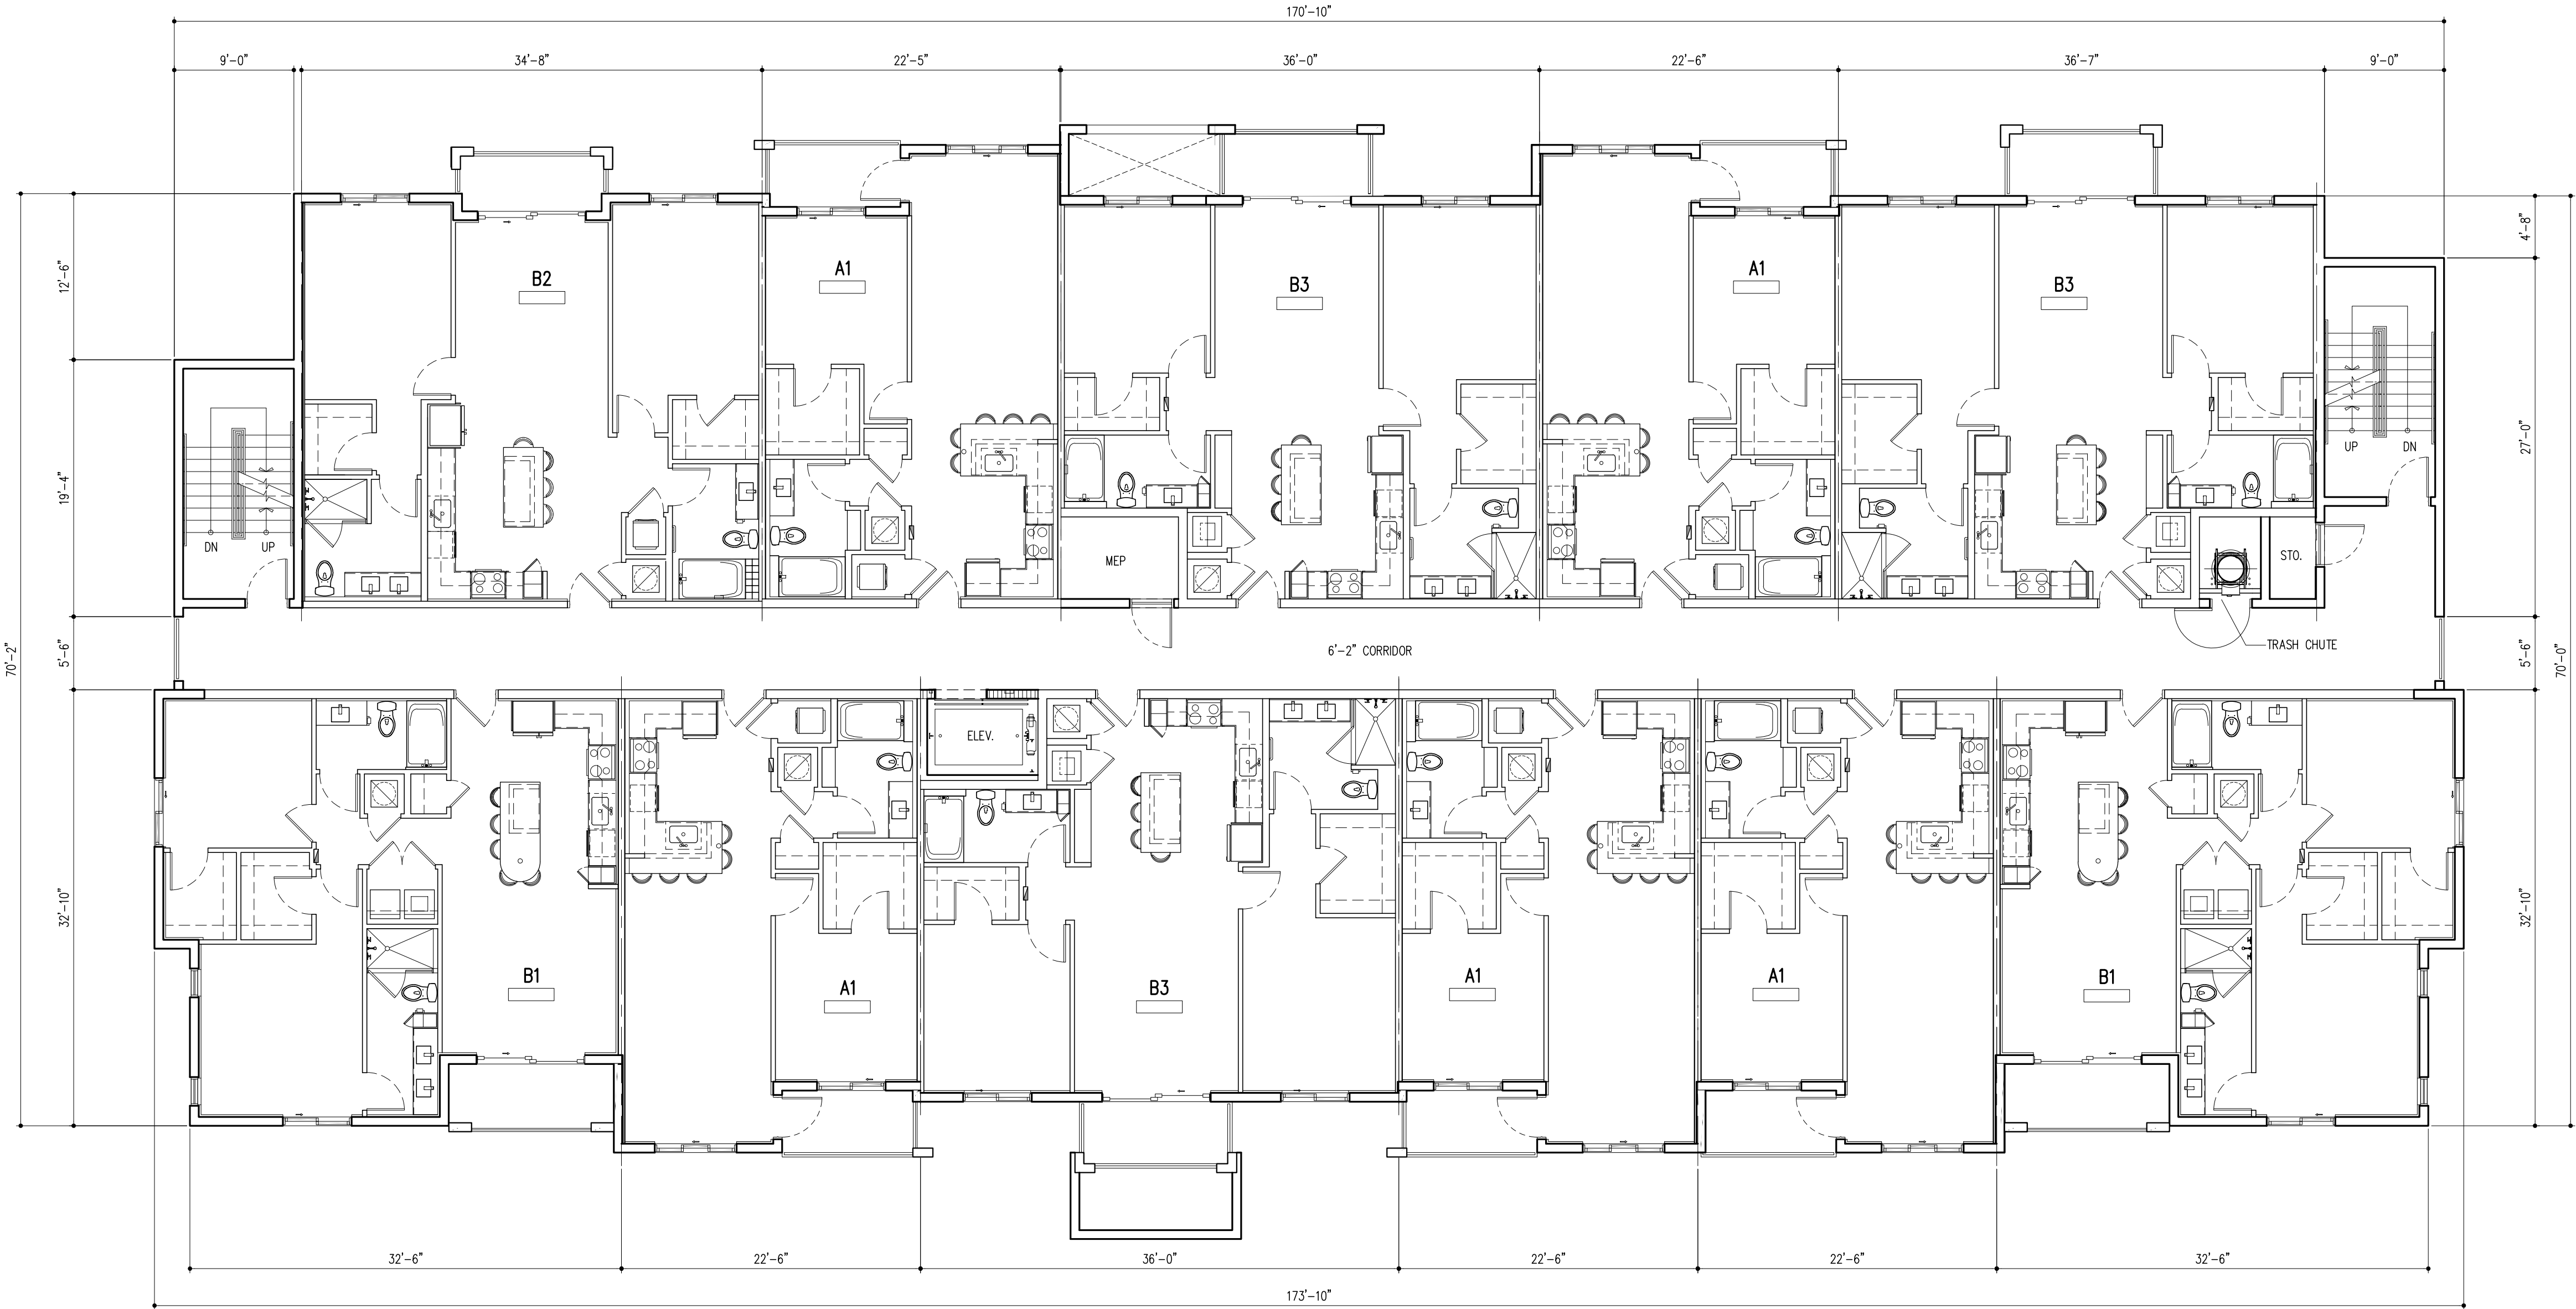 170'-10"
9'-0" 34'-8" 22'-5" 36'-0" 22'-6" 36'-7" 9'-0"
4'-8"
12'-6"
A1 A1
B2 B3 B3
27'-0"
UP DN
19'-4"
DN UP
STO.
MEP
TRASH CHUTE
6'-2" CORRIDOR
5'-6" 5'-6"
70'-2" 70'-0"
ELEV.
32'-10" 32'-10"
B1 B1
A1 B3 A1 A1
32'-6" 22'-6" 36'-0" 22'-6" 22'-6" 32'-6"
173'-10"